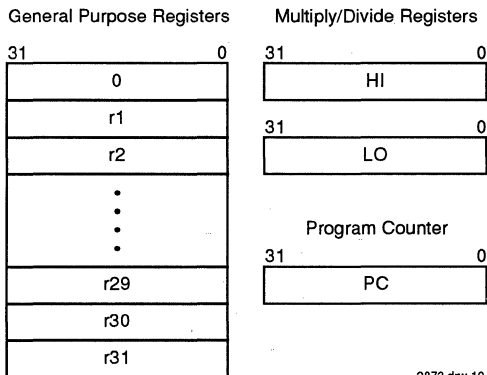 General Purpose Registers
31 0
0
r1
r2
r29
r30
r31
Multiply/Divide Registers
31 0
HI
31 0
LO
Program Counter
31 0
PC